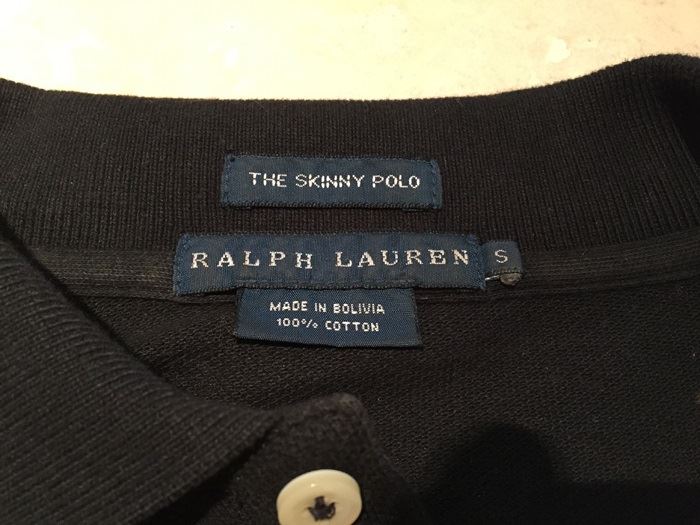 THE SKINNY POLO
RALPH LAUREN S
MADE IN BOLIVIA
100% COTTON